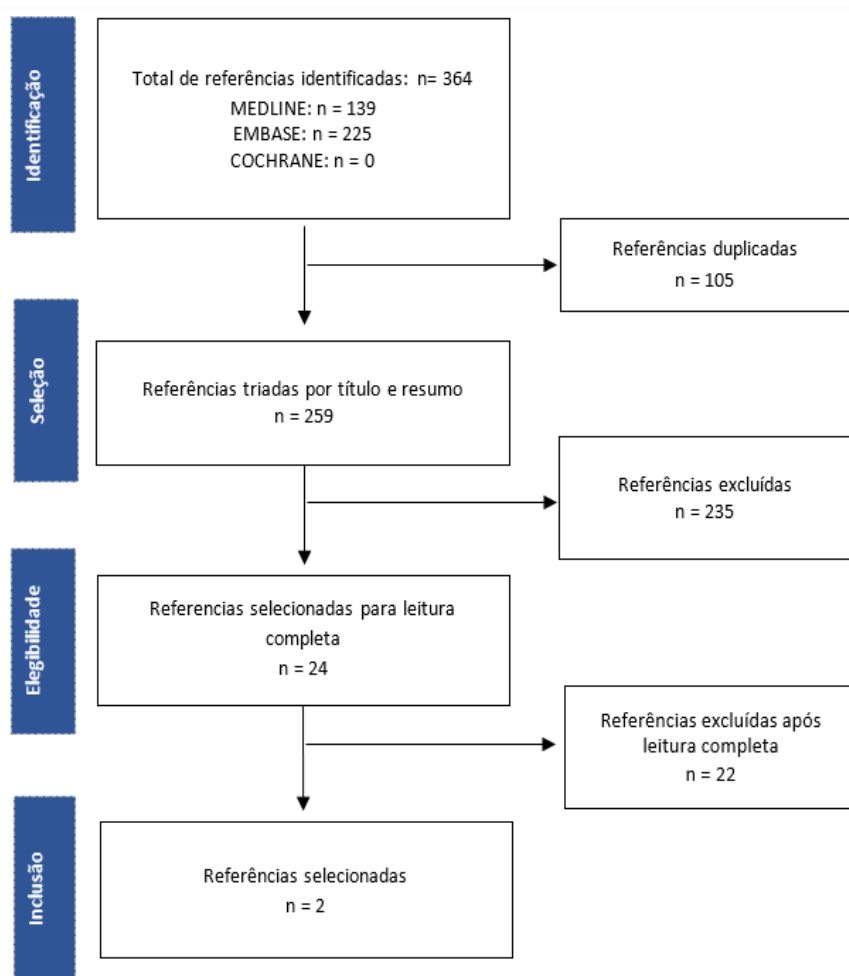 Identificação
Total de referências identificadas: n= 364
MEDLINE: n = 139
EMBASE: n = 225
COCHRANE: n = 0
Referências duplicadas
n = 105
Seleção
Referências triadas por título e resumo
n = 259
Referências excluídas
n = 235
Elegibilidade
Referencias selecionadas para leitura
completa
n = 24
Referências excluídas após
leitura completa
n = 22
Inclusão
Referências selecionadas
n = 2